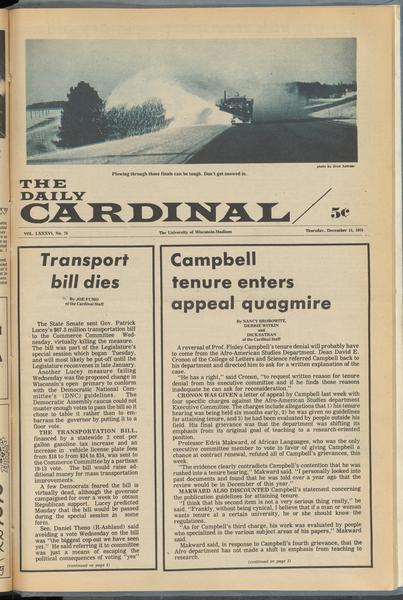 photo by Dick Satran
Plowing through those finals can be tough. Don't get snowed in.
THE
DAILY
CARDINAL / 5¢
VOL. LXXXVI, No. 76
The University of Wisconsin-Madison
Thursday, December 11, 1975
Transport
bill dies
By JOE FUMO
of the Cardinal Staff
The State Senate sent Gov. Patrick
Lucey's $67.3 million transportation bill
to the Commerce Committee Wed-
nesday, virtually killing the measure.
The bill was part of the Legislature's
special session which began Tuesday,
and will most likely be put off until the
Legislature reconvenes in late January.
Another Lucey measure failing
Wednesday was the proposed change in
Wisconsin's open primary to conform
with the Democratic National Com-
mittee's (DNC) guidelines. The
Democratic Assembly caucus could not
muster enough votes to pass the bill so it
chose to table it rather than to em-
barrass the governor by putting it to a
floor vote.
THE TRANSPORTATION BILL,
financed by a statewide 2 cent per
gallon gasoline tax increase and an
increase in vehicle license plate fees
from $18 to from $24 to $34, was sent to
the Commerce Committee by a partisan
19-13 vote. The bill would raise ad-
ditional money for mass transportation
improvements.
A few Democrats feared the bill is
virtually dead, although the governor
campaigned for over a week to obtain
Republican support. Lucey predicted
Monday that the bill would be passed
during the special session in some
form.
Sen. Daniel Theno (R-Ashland) said
avoiding a vote Wednesday on the bill
was "the biggest cop-out we have seen
yet." He said referring it to committee
was just a means of escaping the
political consequences of voting "yea"
(continued on page 3)
Campbell
tenure enters
appeal quagmire
By NANCY BROHOWITZ,
DEBBIE WITKIN
and
DICK SATRAN
of the Cardinal Staff
A reversal of Prof. Finley Campbell's tenure denial will probably have
to come from the Afro-American Studies Department. Dean David E.
Cronon of the College of Letters and Science referred Campbell back to
his department and directed him to ask for a written explanation of the
case.
"He has a right," said Cronon, "to request written reason for tenure
denial from his executive committee and if he finds those reasons
inadequate he can ask for reconsideration."
CRONON WAS GIVEN a letter of appeal by Campbell last week with
four specific charges against the Afro-American Studies department
Executive Committee. The charges include allegations that 1) his tenure
hearing was being held six months early, 2) he was given no guidelines
for attaining tenure, and 3) he had been evaluated by people outside his
field. His final grievance was that the department was shifting its
emphasis from its original goal of teaching to a research-oriented
position.
Professor Edris Makward, of African Languages, who was the only
executive committee member to vote in favor of giving Campbell a
chance at contract renewal, refuted all of Campbell's grievances, this
week.
"The evidence clearly contradicts Campbell's contention that he was
rushed into a tenure hearing," Makward said. "I personally looked into
past documents and found that he was told over a year ago that the
review would be in December of this year."
MAKWARD ALSO DISCOUNTED Campbell's statement concerning
the publication guidelines for attaining tenure.
"I think that his second item is not a very serious thing really," he
said. "Frankly, without being cynical, I believe that if a man or woman
wants tenure at a certain university, he or she should know the
regulations.
"As for Campbell's third charge, his work was evaluated by people
who specialized in the various subject areas of his papers," Makward
said.
Makward said, in response to Campbell's fourth grievance, that the
Afro department has not made a shift in emphasis from teaching to
research.
(continued on page 3)